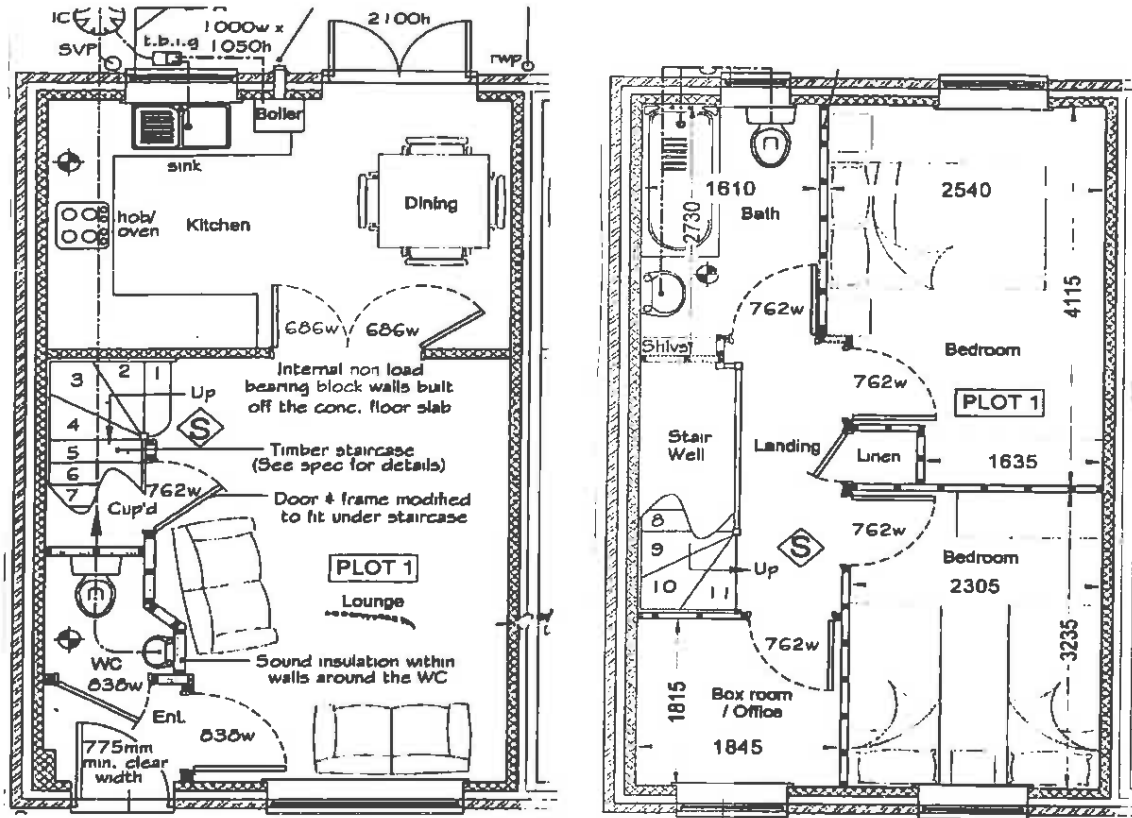 IC
SVP
t.b.i.g
1000w x
1050h
2100h
rwp
Boiler
sink
hob/
oven
Kitchen
Dining
686w
686w
Internal non load
bearing block walls built
off the conc. floor slab
3
2
1
4
5
6
7
Up
S
Timber staircase
(See spec for details)
762w
Cup'd
Door & frame modified
to fit under staircase
PLOT 1
Lounge
WC
838w
Sound insulation within
walls around the WC
Ent.
838w
775mm
min. clear
width
1610
Bath
2730
2540
4115
762w
Shlvs
Bedroom
762w
PLOT 1
Stair
Well
Landing
Linen
1635
8
9
10
11
Up
S
762w
Bedroom
2305
3235
762w
1815
Box room
/ Office
1845